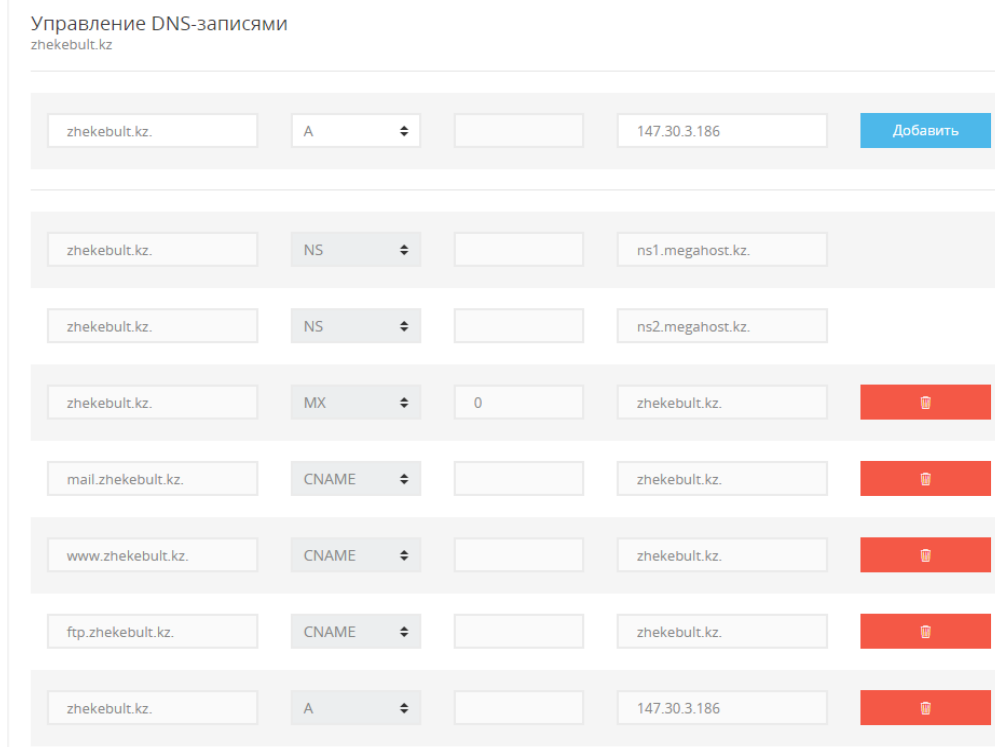 Управление DNS-записями
zhekebult.kz
zhekebult.kz. A 147.30.3.186 Добавить
zhekebult.kz. NS ns1.megahost.kz.
zhekebult.kz. NS ns2.megahost.kz.
zhekebult.kz. MX 0 zhekebult.kz.
mail.zhekebult.kz. CNAME zhekebult.kz.
www.zhekebult.kz. CNAME zhekebult.kz.
ftp.zhekebult.kz. CNAME zhekebult.kz.
zhekebult.kz. A 147.30.3.186